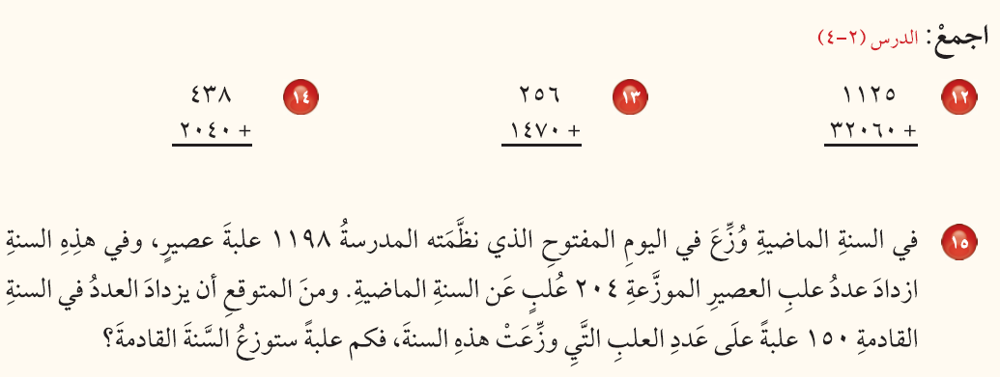 اجمعْ: الدرس (٢-٤)
١٢ ١١٢٥ ١٣ ٢٥٦ ١٤ ٤٣٨
٣٢٠٦٠ + ١٤٧٠ + ٢٠٤٠ +
١٥ في السنةِ الماضيةِ وُزِّعَ في اليومِ المفتوحِ الذي نظَّمَته المدرسةُ ١١٩٨ علبةَ عصيرٍ، وفي هذِهِ السنةِ
ازدادَ عددُ علبِ العصيرِ الموزَّعةِ ٢٠٤ عُلبٍ عَن السنةِ الماضيةِ. ومنَ المتوقعِ أن يزدادَ العددُ في السنةِ
القادمةِ ١٥٠ علبةً علَى عَددِ العلبِ التَّيِ وزِّعَتْ هذهِ السنةَ، فكم علبةً ستوزعُ السَّنةَ القادمةَ؟